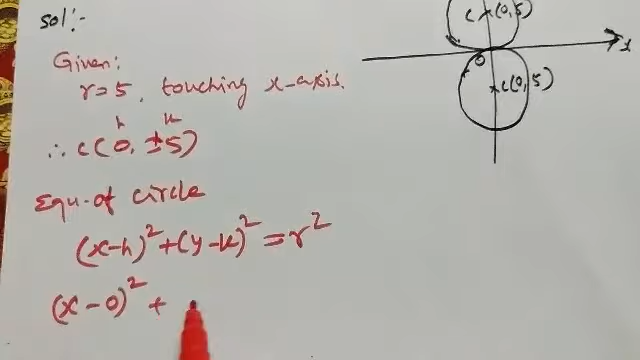 Sol:-
Given:
r=5, touching x-axis.
h k
∴ C(0, ±5)
Equ. of circle
(x-h)²+(y-k)²=r²
(x-0)²+
C (0,5)
O
x
C(0,5)